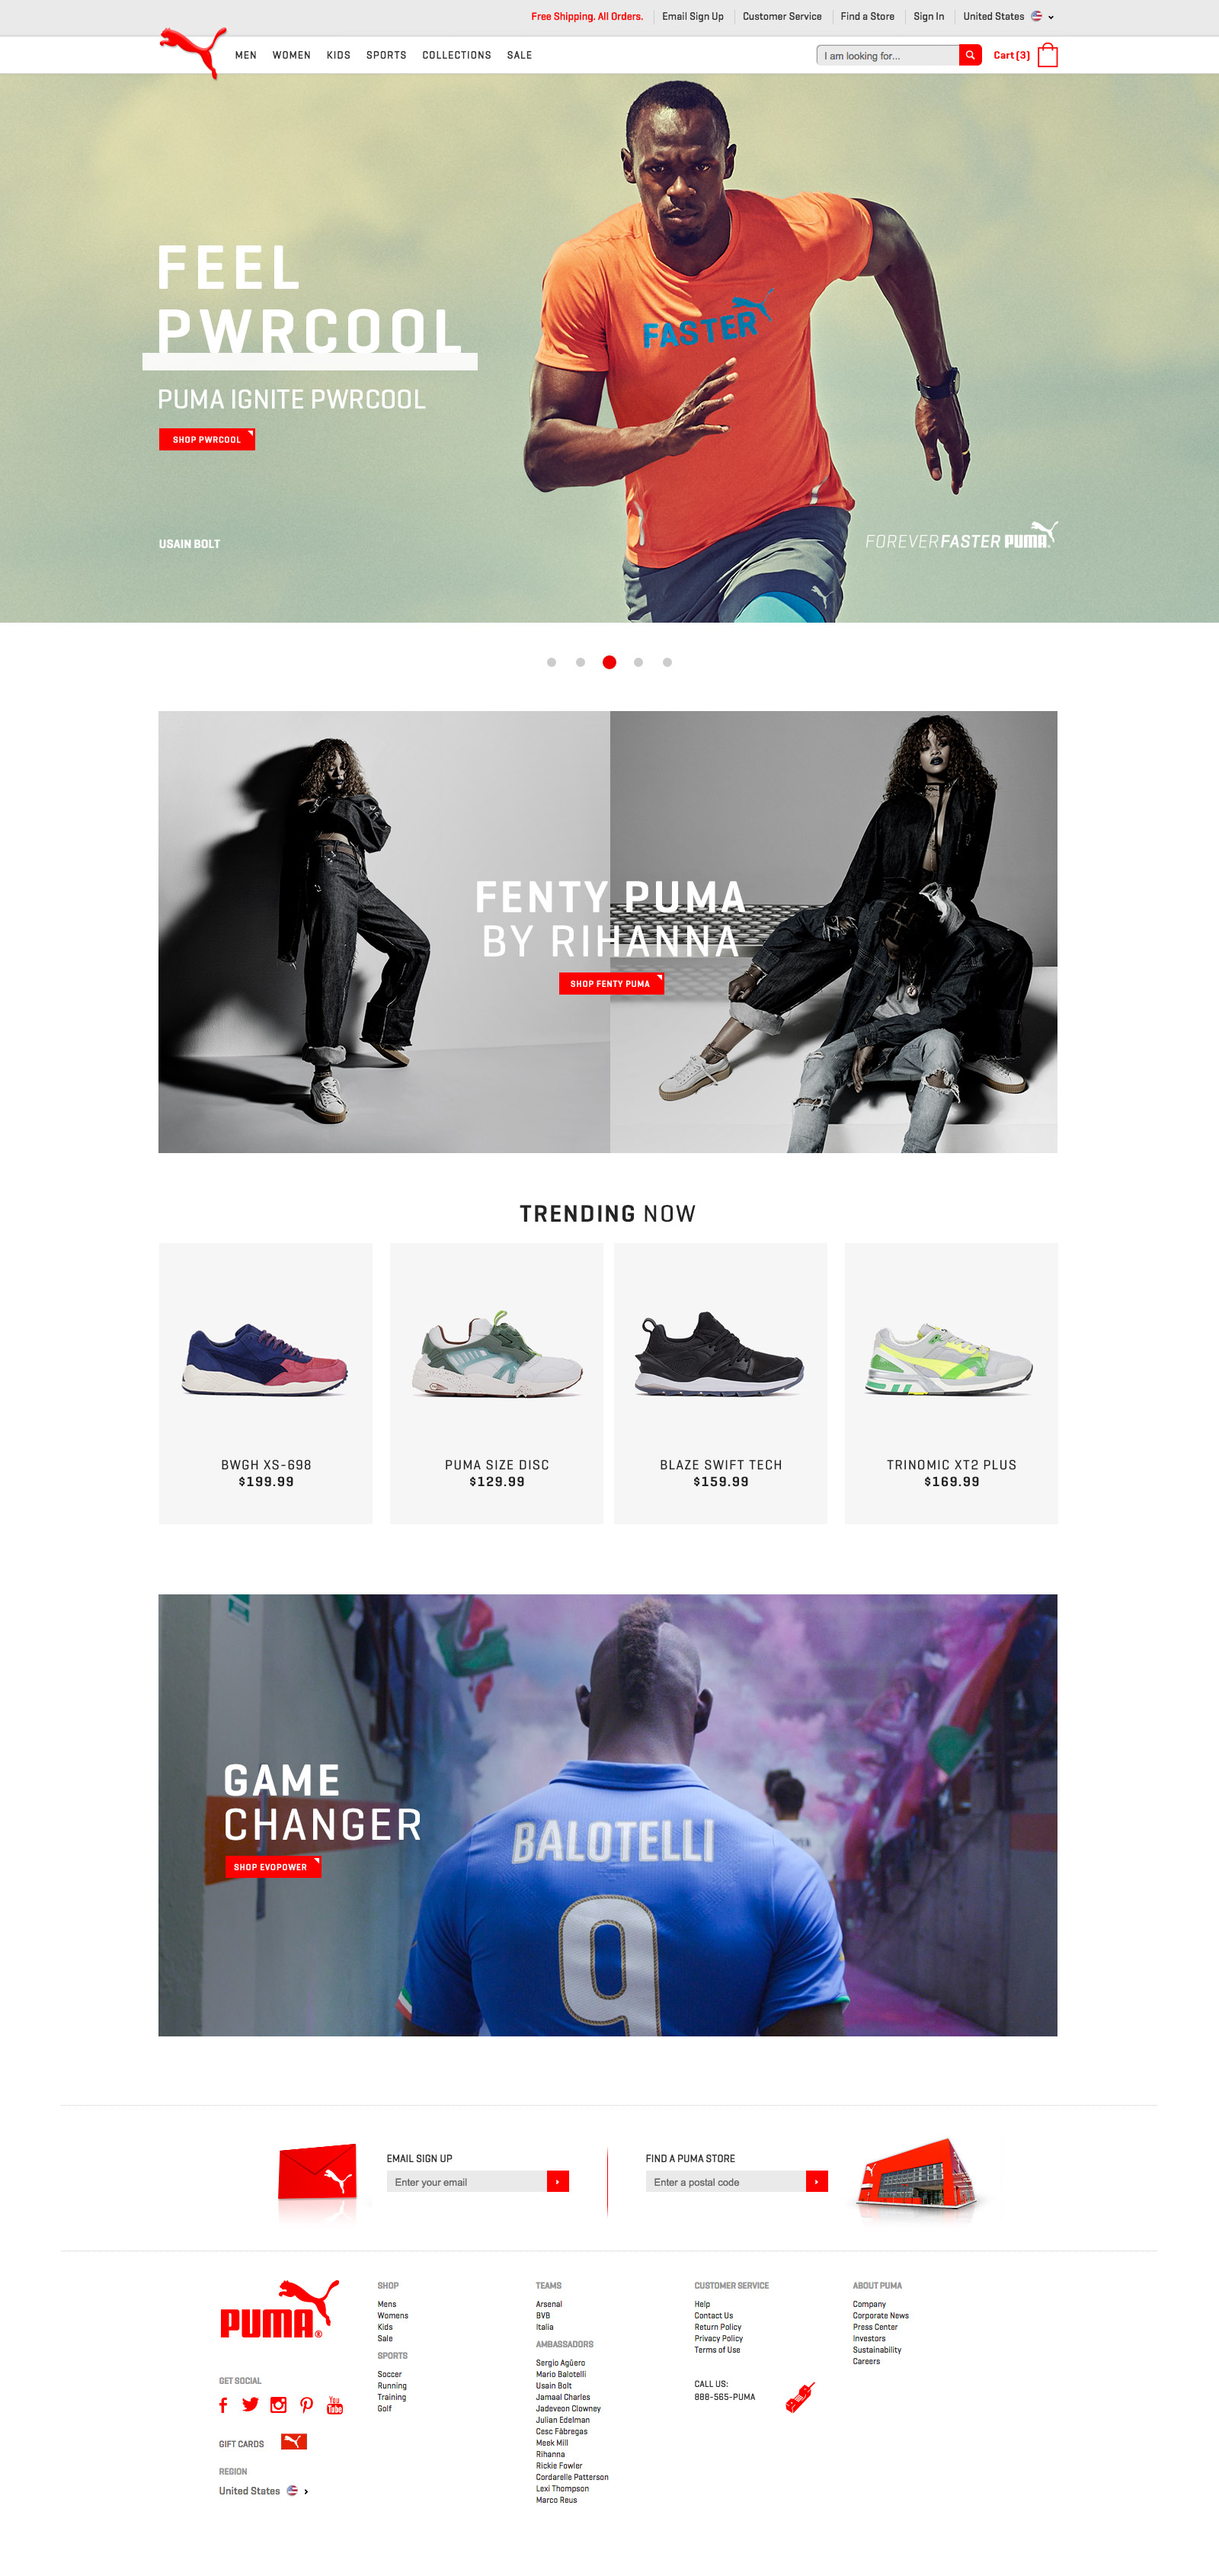 Free Shipping. All Orders.
Email Sign Up
Customer Service
Find a Store
Sign In
United States
MEN
WOMEN
KIDS
SPORTS
COLLECTIONS
SALE
I am looking for...
Cart (3)
FEEL
PWRCOOL
PUMA IGNITE PWRCOOL
SHOP PWRCOOL
FASTER
USAIN BOLT
FOREVERFASTER PUMA
FENTY PUMA
BY RIHANNA
SHOP FENTY PUMA
TRENDING NOW
BWGH XS-698
$199.99
PUMA SIZE DISC
$129.99
BLAZE SWIFT TECH
$159.99
TRINOMIC XT2 PLUS
$169.99
GAME
CHANGER
SHOP EVOPOWER
BALOTELLI
9
EMAIL SIGN UP
Enter your email
FIND A PUMA STORE
Enter a postal code
PUMA®
GET SOCIAL
You
Tube
GIFT CARDS
REGION
United States
SHOP
Mens
Womens
Kids
Sale
SPORTS
Soccer
Running
Training
Golf
TEAMS
Arsenal
BVB
Italia
AMBASSADORS
Sergio Agüero
Mario Balotelli
Usain Bolt
Jamaal Charles
Jadeveon Clowney
Julian Edelman
Cesc Fàbregas
Meek Mill
Rihanna
Rickie Fowler
Cordarelle Patterson
Lexi Thompson
Marco Reus
CUSTOMER SERVICE
Help
Contact Us
Return Policy
Privacy Policy
Terms of Use
CALL US:
888-565-PUMA
ABOUT PUMA
Company
Corporate News
Press Center
Investors
Sustainability
Careers